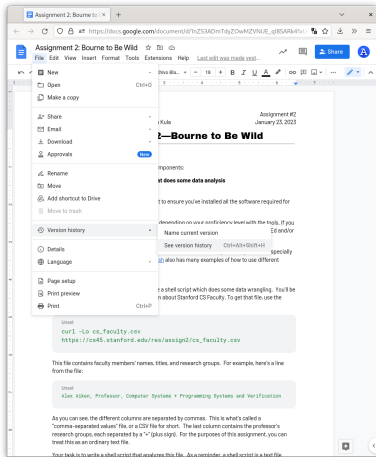 Assignment 2: Bourne to
https://docs.google.com/document/d/1nZS3ADmTdyZOwMZVNUE_qI8SARk4
Assignment 2: Bourne to Be Wild
File Edit View Insert Format Tools Extensions Help Last edit was made yest...
Share
A
18
B I U A
New
Open Ctrl+O
Make a copy
Share
Email
Download
Approvals New
Rename
Move
Add shortcut to Drive
Move to trash
Version history
Name current version
See version history Ctrl+Alt+Shift+H
Details
Language
Page setup
Print preview
Print Ctrl+P
Assignment #2
Kula January 23, 2023
2—Bourne to Be Wild
mponents:
at does some data analysis
t to ensure you've installed all the software required for
depending on your proficiency level with the tools. If you
Ed and/or
specially
also has many examples of how to use different
e a shell script which does some data wrangling. You'll be
n about Stanford CS Faculty. To get that file, use the
Unset
curl -Lo cs_faculty.csv
https://cs45.stanford.edu/res/assign2/cs_faculty.csv
This file contains faculty members' names, titles, and research groups. For example, here's a line
from the file:
Unset
Alex Aiken, Professor, Computer Systems + Programming Systems and Verification
As you can see, the different columns are separated by commas. This is what's called a
"comma-separated values" file, or a CSV file for short. The last column contains the professor's
research groups, each separated by a "+" (plus sign). For the purposes of this assignment, you can
treat this as an ordinary text file.
Your task is to write a shell script that analyzes this file. As a reminder, a shell script is a text file